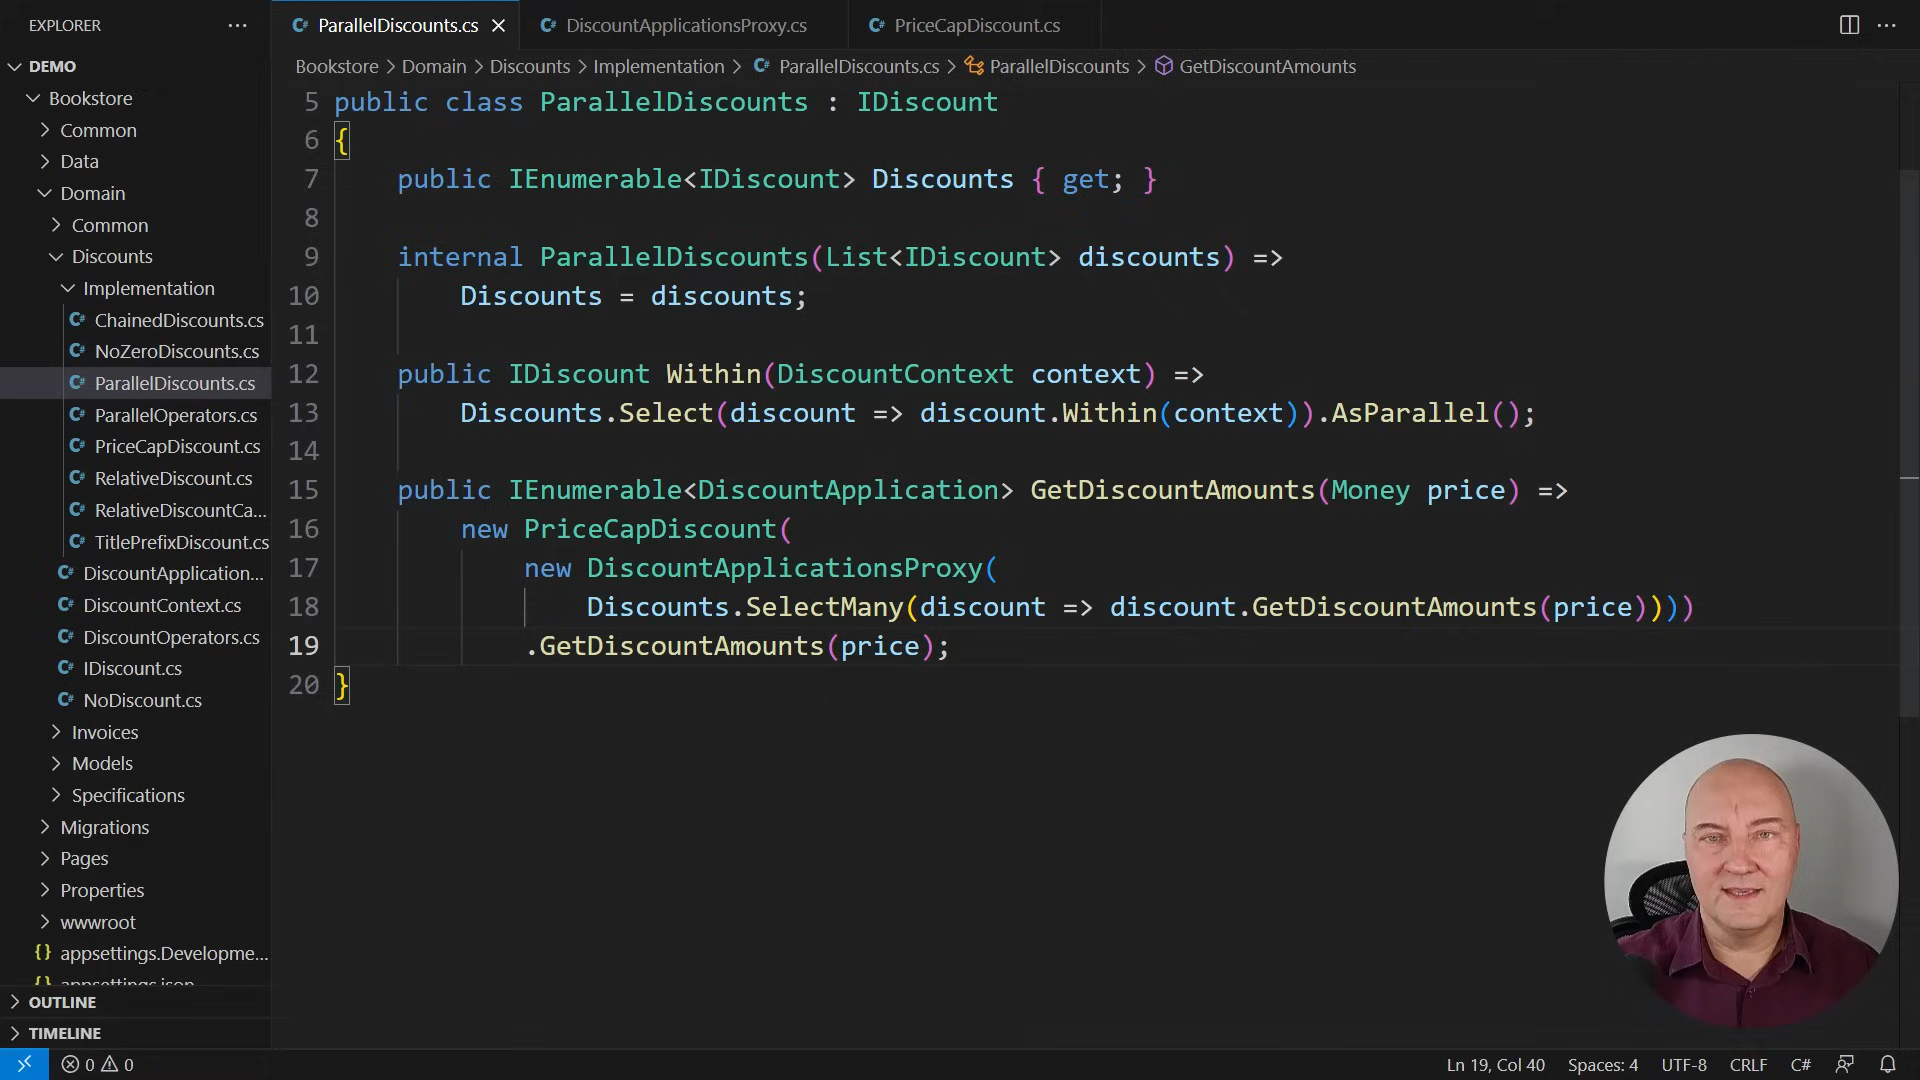 EXPLORER
DEMO
Bookstore
Common
Data
Domain
Common
Discounts
Implementation
ChainedDiscounts.cs
NoZeroDiscounts.cs
ParallelDiscounts.cs
ParallelOperators.cs
PriceCapDiscount.cs
RelativeDiscount.cs
RelativeDiscountCa...
TitlePrefixDiscount.cs
DiscountApplication...
DiscountContext.cs
DiscountOperators.cs
IDiscount.cs
NoDiscount.cs
Invoices
Models
Specifications
Migrations
Pages
Properties
wwwroot
appsettings.Developme...
appsettings.json
OUTLINE
TIMELINE
ParallelDiscounts.cs
DiscountApplicationsProxy.cs
PriceCapDiscount.cs
Bookstore > Domain > Discounts > Implementation > ParallelDiscounts.cs > ParallelDiscounts > GetDiscountAmounts
5 public class ParallelDiscounts : IDiscount
6 {
7 public IEnumerable<IDiscount> Discounts { get; }
8
9 internal ParallelDiscounts(List<IDiscount> discounts) =>
10 Discounts = discounts;
11
12 public IDiscount Within(DiscountContext context) =>
13 Discounts.Select(discount => discount.Within(context)).AsParallel();
14
15 public IEnumerable<DiscountApplication> GetDiscountAmounts(Money price) =>
16 new PriceCapDiscount(
17 new DiscountApplicationsProxy(
18 Discounts.SelectMany(discount => discount.GetDiscountAmounts(price))))
19 .GetDiscountAmounts(price);
20 }
0 0
Ln 19, Col 40 Spaces: 4 UTF-8 CRLF C#